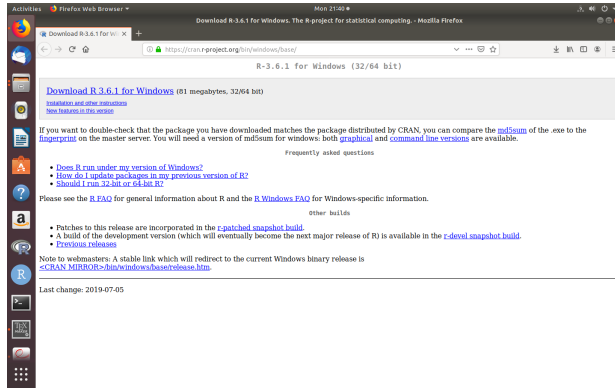 Activities
Firefox Web Browser
Mon 21:40
Download R-3.6.1 for Windows. The R-project for statistical computing. - Mozilla Firefox
Download R-3.6.1 for Wi
https://cran.r-project.org/bin/windows/base/
R-3.6.1 for Windows (32/64 bit)
Download R 3.6.1 for Windows (81 megabytes, 32/64 bit)
Installation and other instructions
New features in this version
If you want to double-check that the package you have downloaded matches the package distributed by CRAN, you can compare the md5sum of the .exe to the
fingerprint on the master server. You will need a version of md5sum for windows: both graphical and command line versions are available.
Frequently asked questions
• Does R run under my version of Windows?
• How do I update packages in my previous version of R?
• Should I run 32-bit or 64-bit R?
Please see the R FAQ for general information about R and the R Windows FAQ for Windows-specific information.
Other builds
• Patches to this release are incorporated in the r-patched snapshot build.
• A build of the development version (which will eventually become the next major release of R) is available in the r-devel snapshot build.
• Previous releases
Note to webmasters: A stable link which will redirect to the current Windows binary release is
<CRAN MIRROR>/bin/windows/base/release.htm.
Last change: 2019-07-05